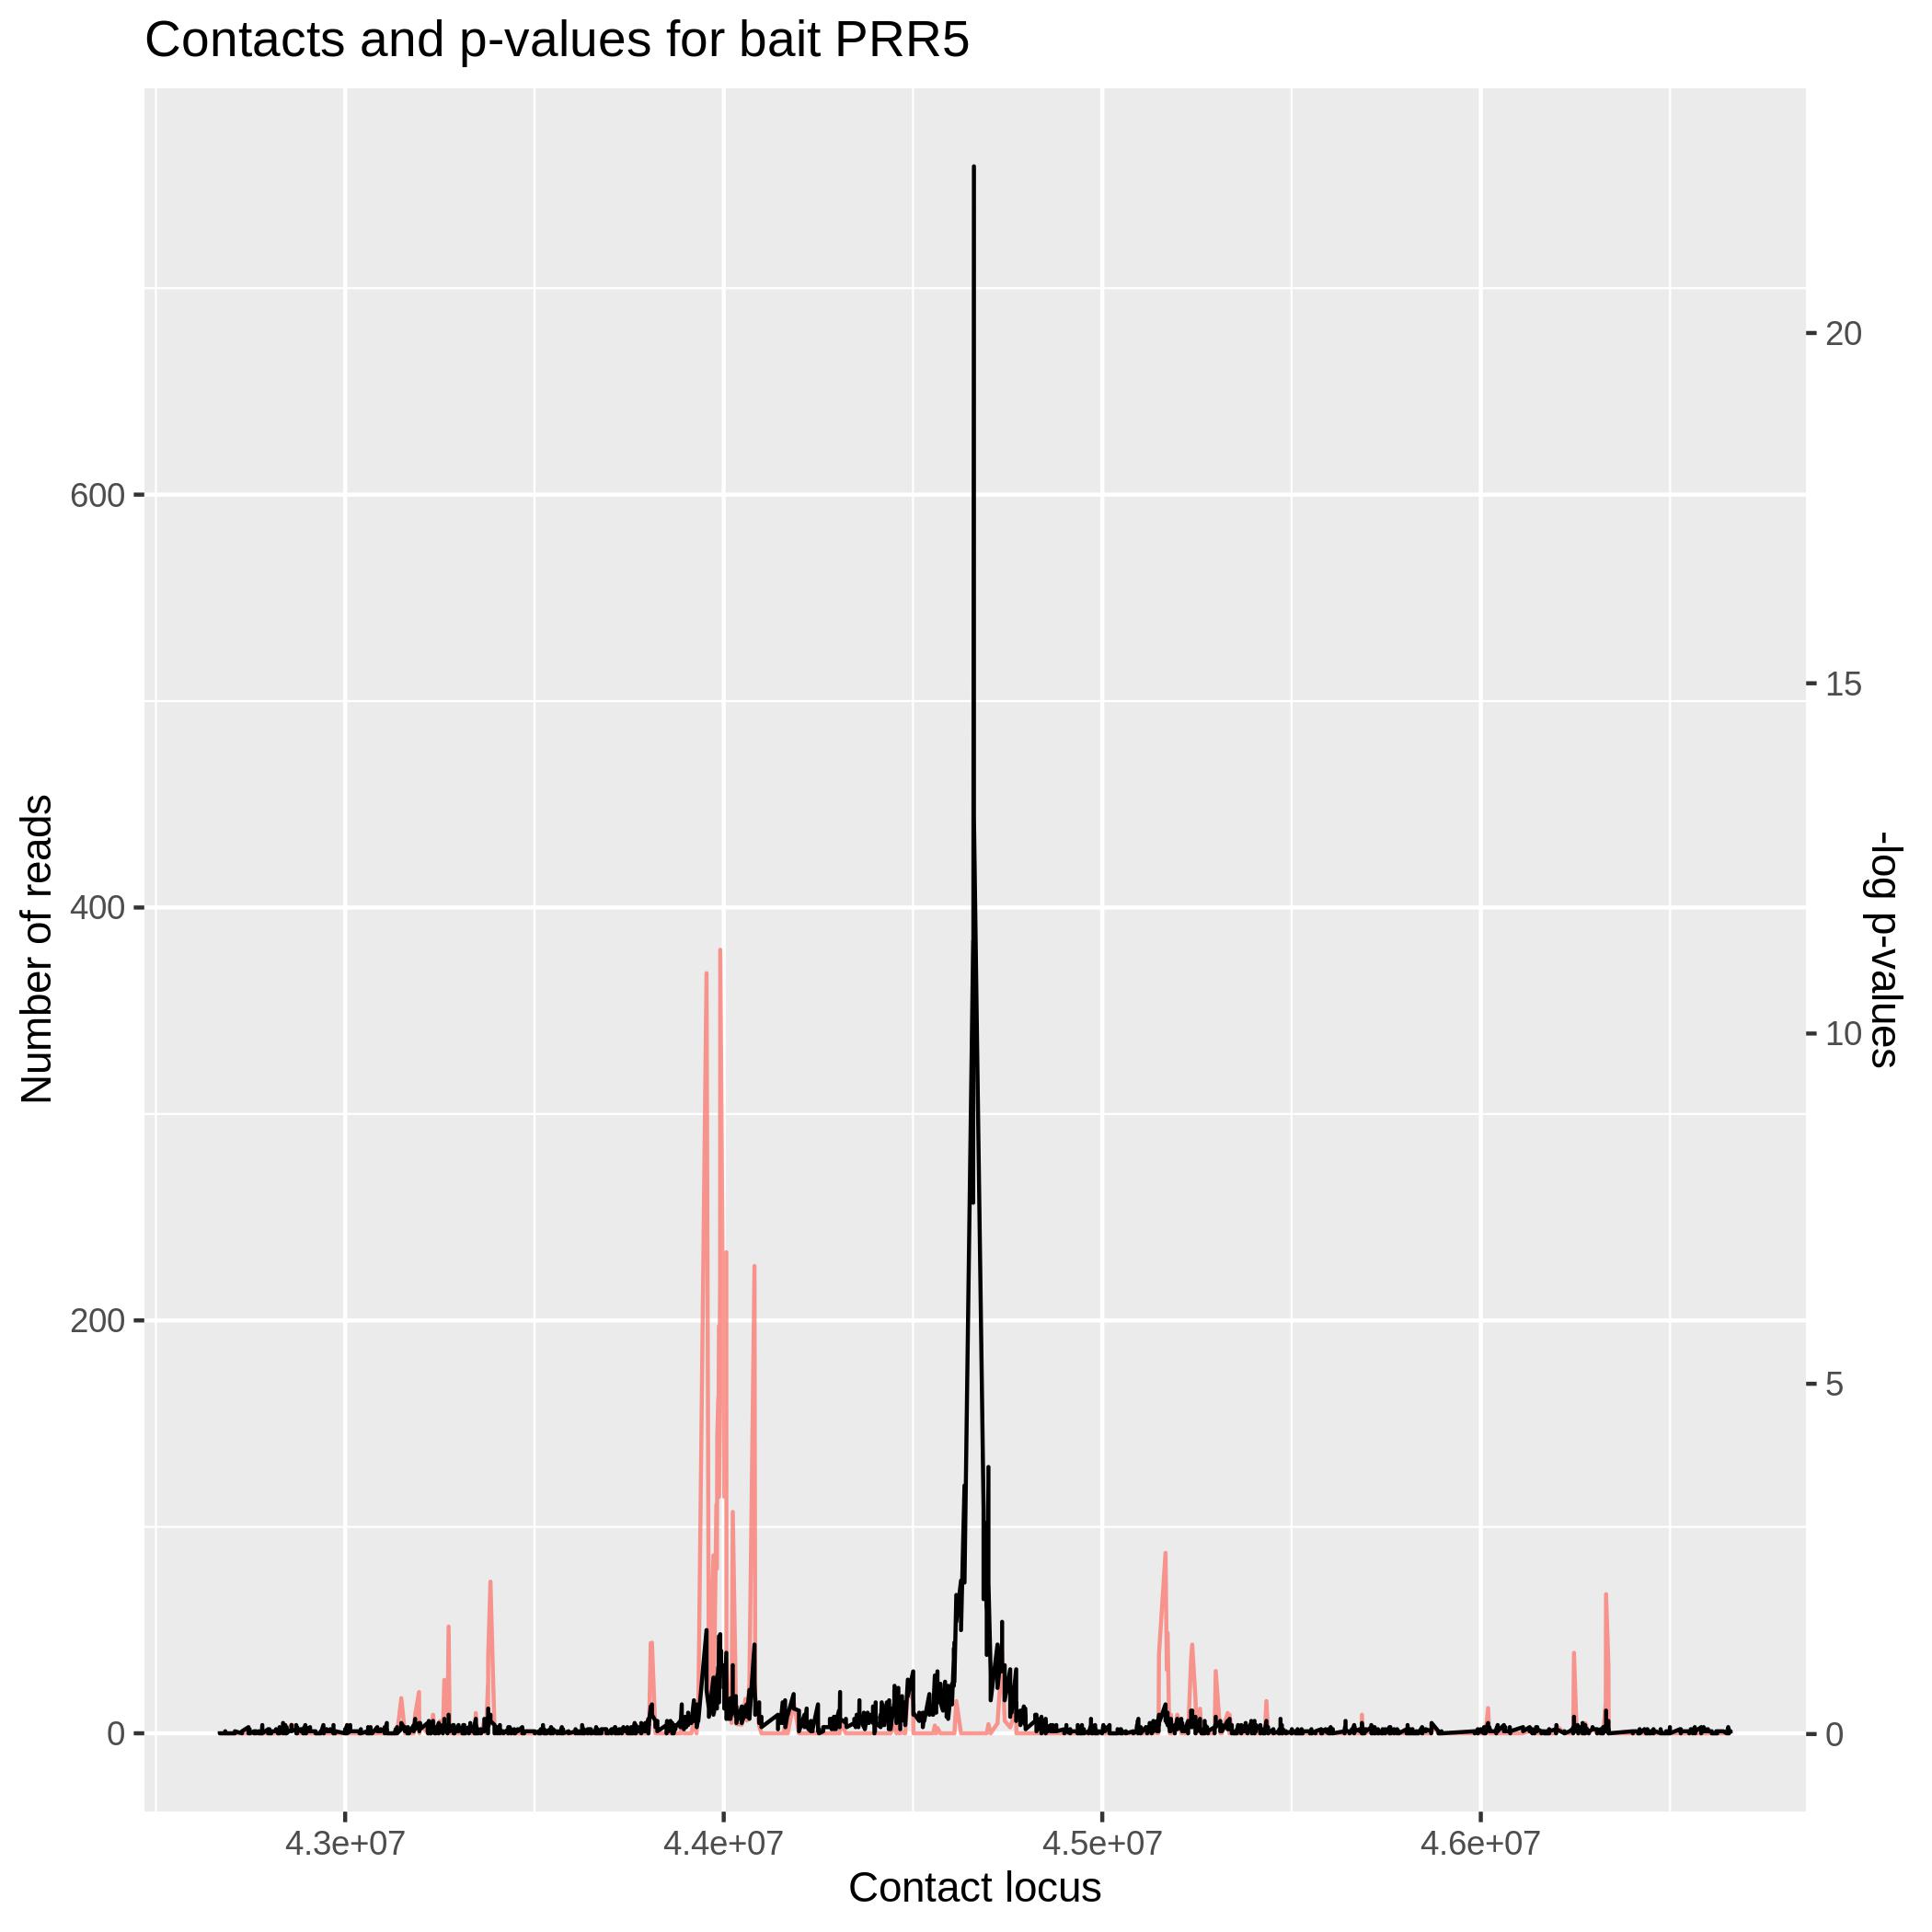 Contacts and p-values for bait PRR5
Number of reads
600
400
200
0
20
15
10
5
0
-log p-values
4.3e+07 4.4e+07 4.5e+07 4.6e+07
Contact locus